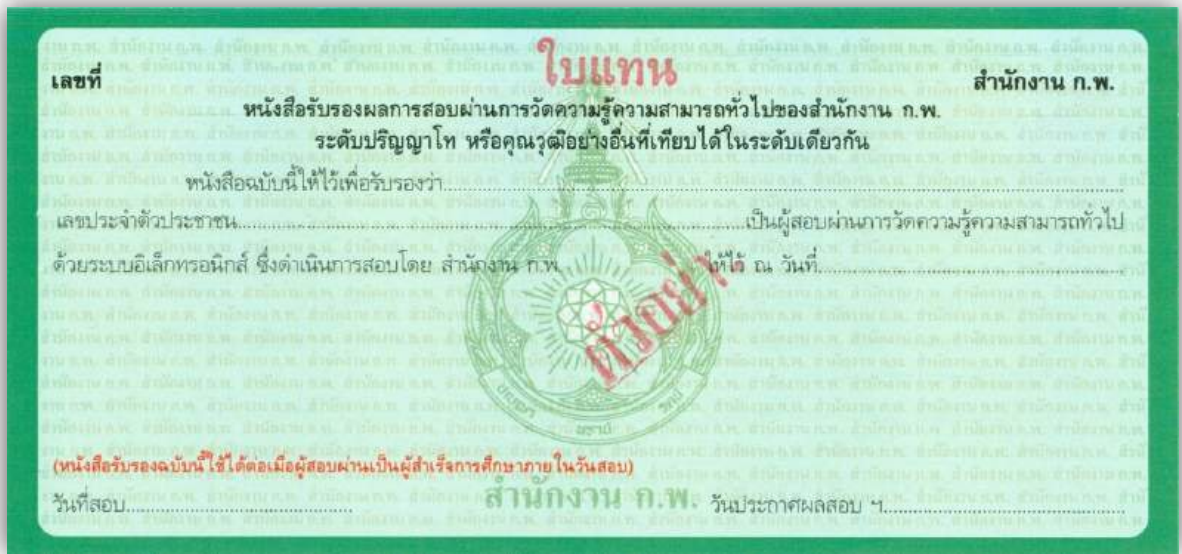 ใบแทน
เลขที่
สำนักงาน ก.พ.
หนังสือรับรองผลการสอบผ่านการวัดความรู้ความสามารถทั่วไปของสำนักงาน ก.พ.
ระดับปริญญาโท หรือคุณวุฒิอย่างอื่นที่เทียบได้ในระดับเดียวกัน
หนังสือฉบับนี้ให้ไว้เพื่อรับรองว่า
เลขประจำตัวประชาชน เป็นผู้สอบผ่านการวัดความรู้ความสามารถทั่วไป
ด้วยระบบอิเล็กทรอนิกส์ ซึ่งดำเนินการสอบโดย สำนักงาน ก.พ. ให้ไว้ ณ วันที่
ตัวอย่าง
(หนังสือรับรองฉบับนี้ใช้ได้ต่อเมื่อผู้สอบผ่านเป็นผู้สำเร็จการศึกษาภายในวันสอบ)
สำนักงาน ก.พ.
วันที่สอบ วันประกาศผลสอบ ฯ